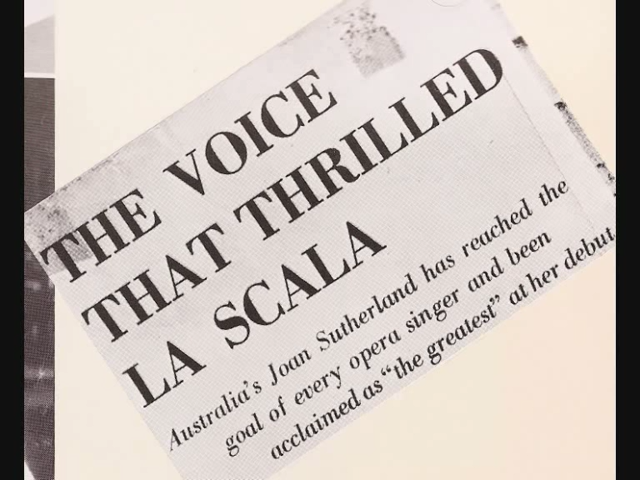 THE VOICE
THAT THRILLED
LA SCALA
Australia's Joan Sutherland has reached the
goal of every opera singer and been
acclaimed as "the greatest" at her debut